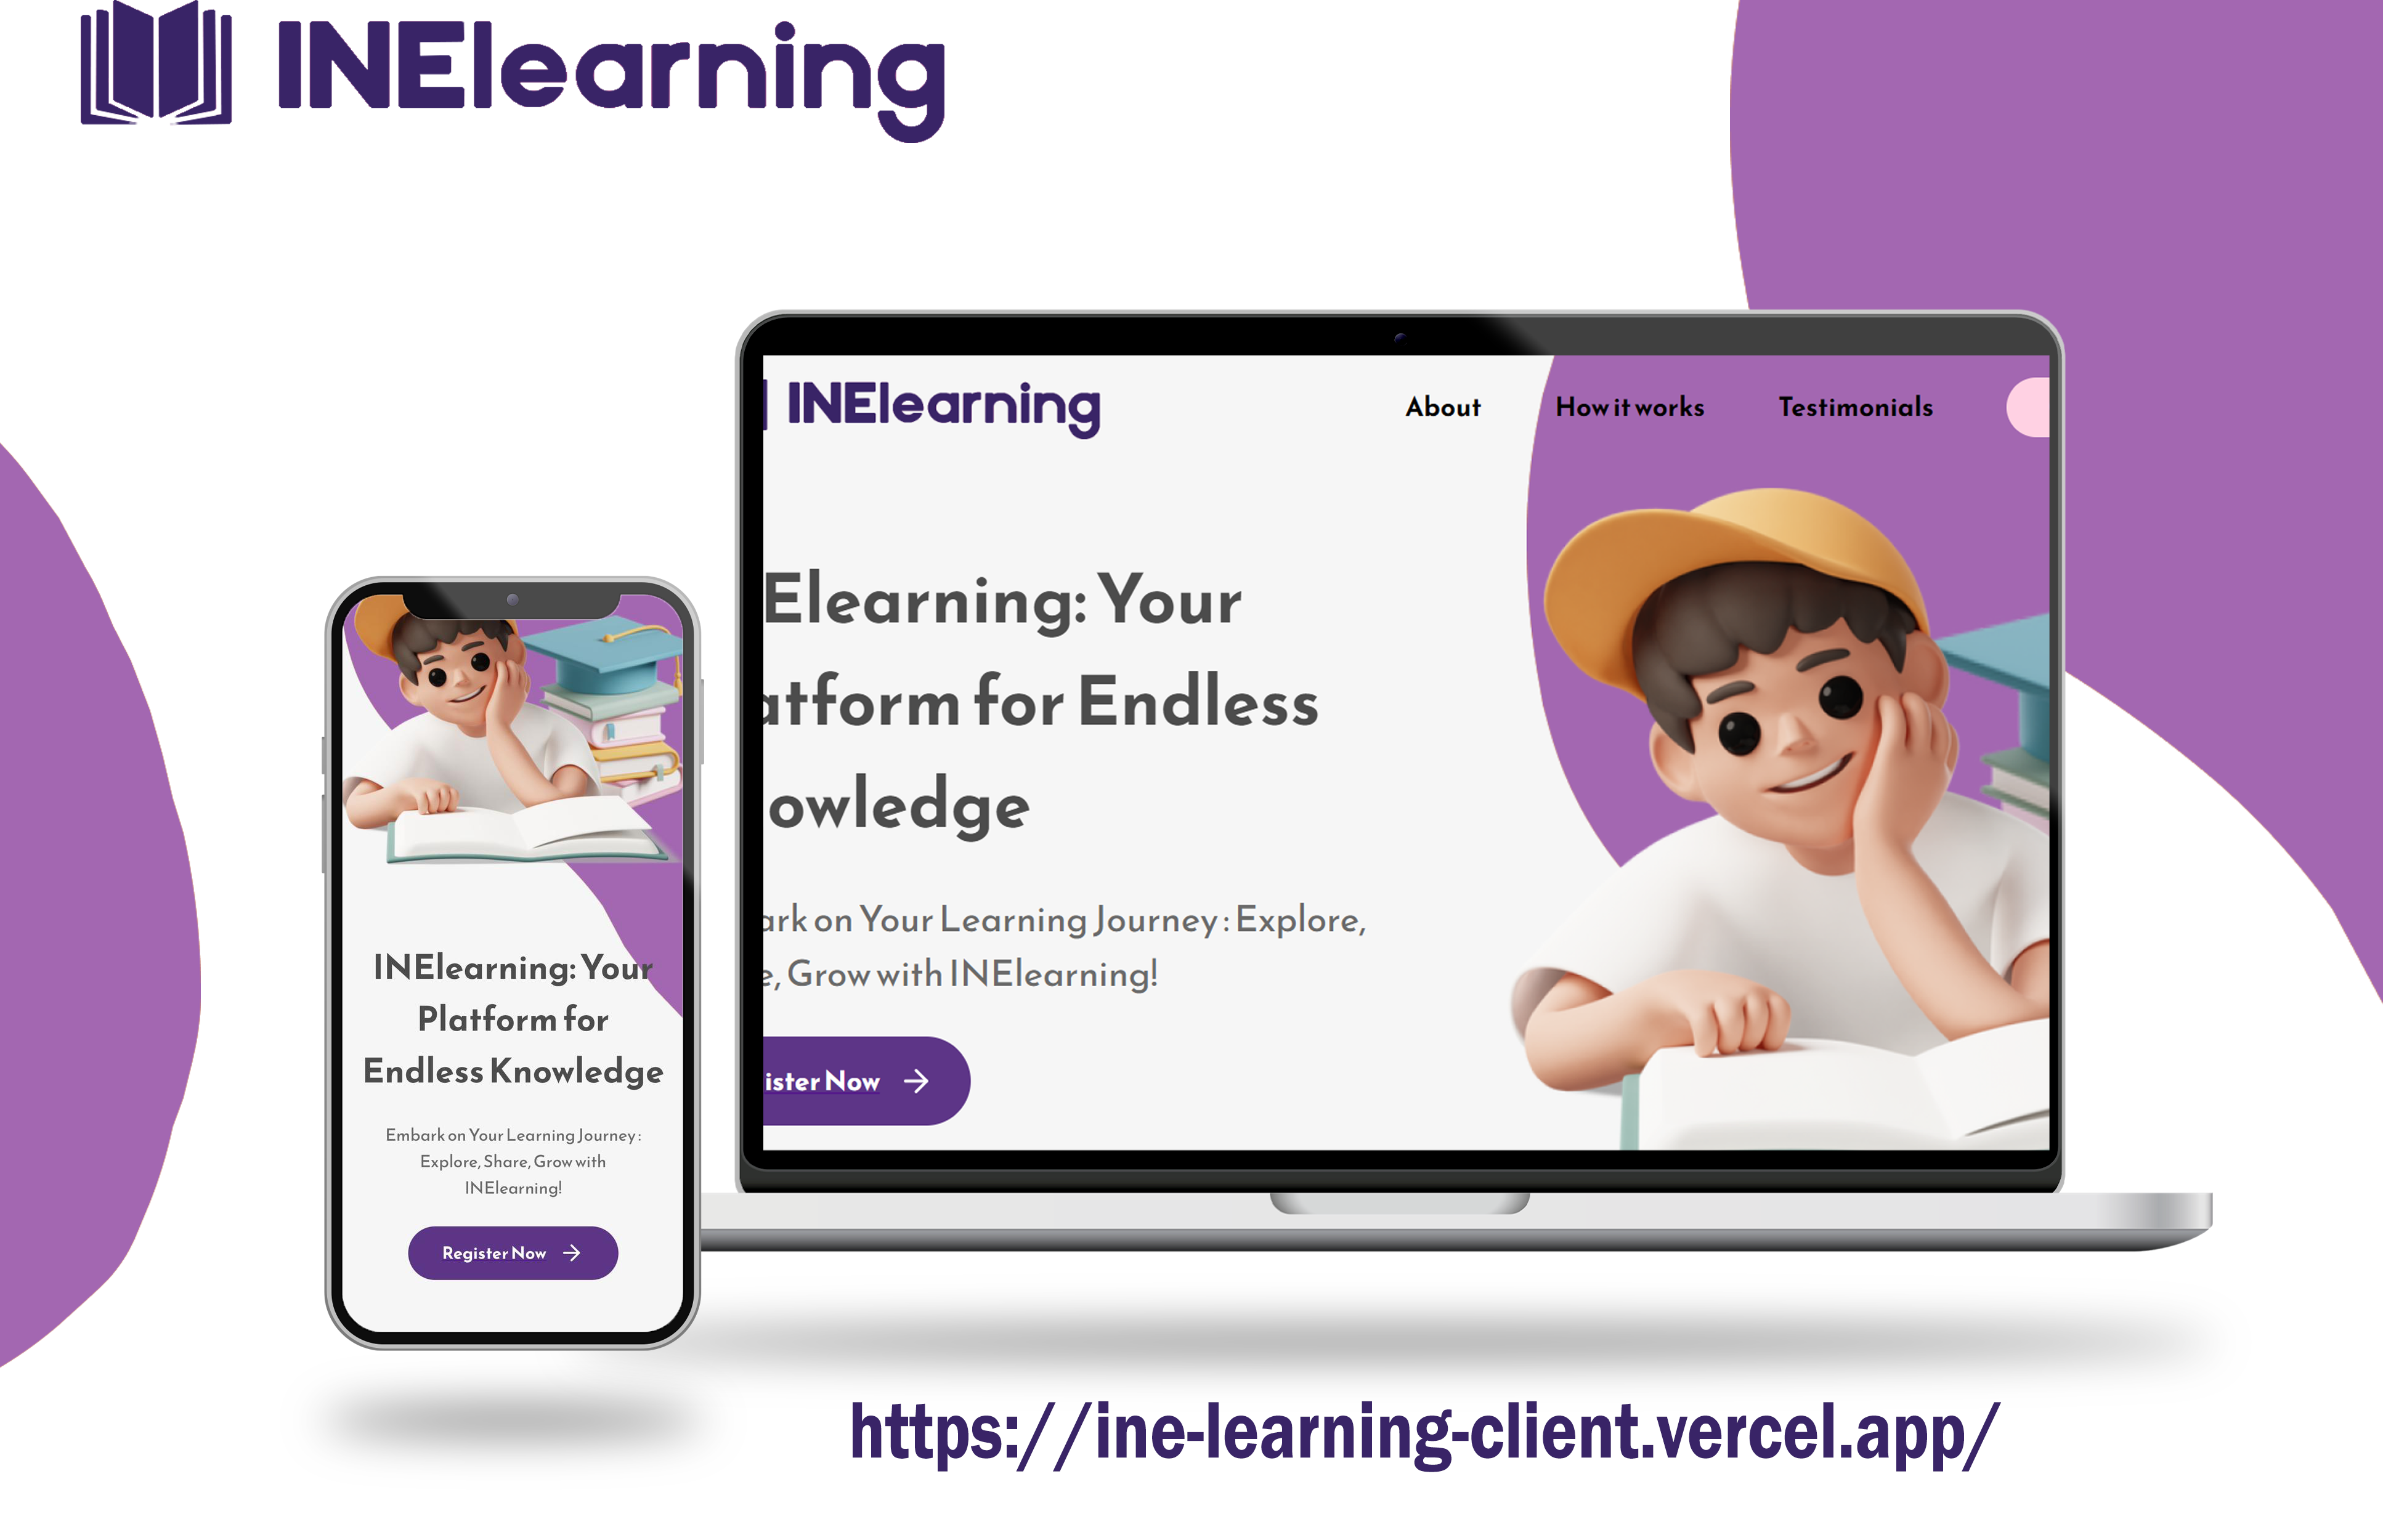 INElearning
INElearning
About
How it works
Testimonials
Elearning: Your
atform for Endless
owledge
ark on Your Learning Journey : Explore,
e, Grow with INElearning!
ister Now
INElearning: Your
Platform for
Endless Knowledge
Embark on Your Learning Journey :
Explore, Share, Grow with
INElearning!
Register Now
https://ine-learning-client.vercel.app/